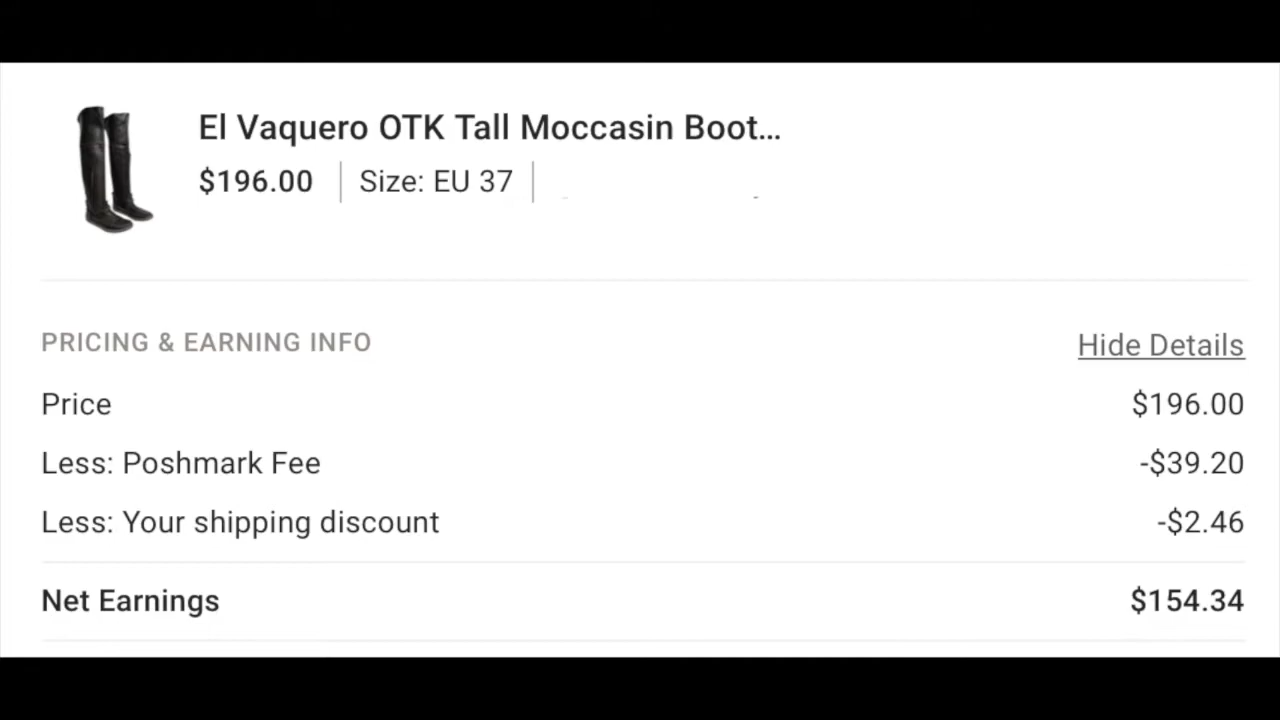 El Vaquero OTK Tall Moccasin Boot...
$196.00 | Size: EU 37 |
PRICING & EARNING INFO Hide Details
Price $196.00
Less: Poshmark Fee -$39.20
Less: Your shipping discount -$2.46
Net Earnings $154.34